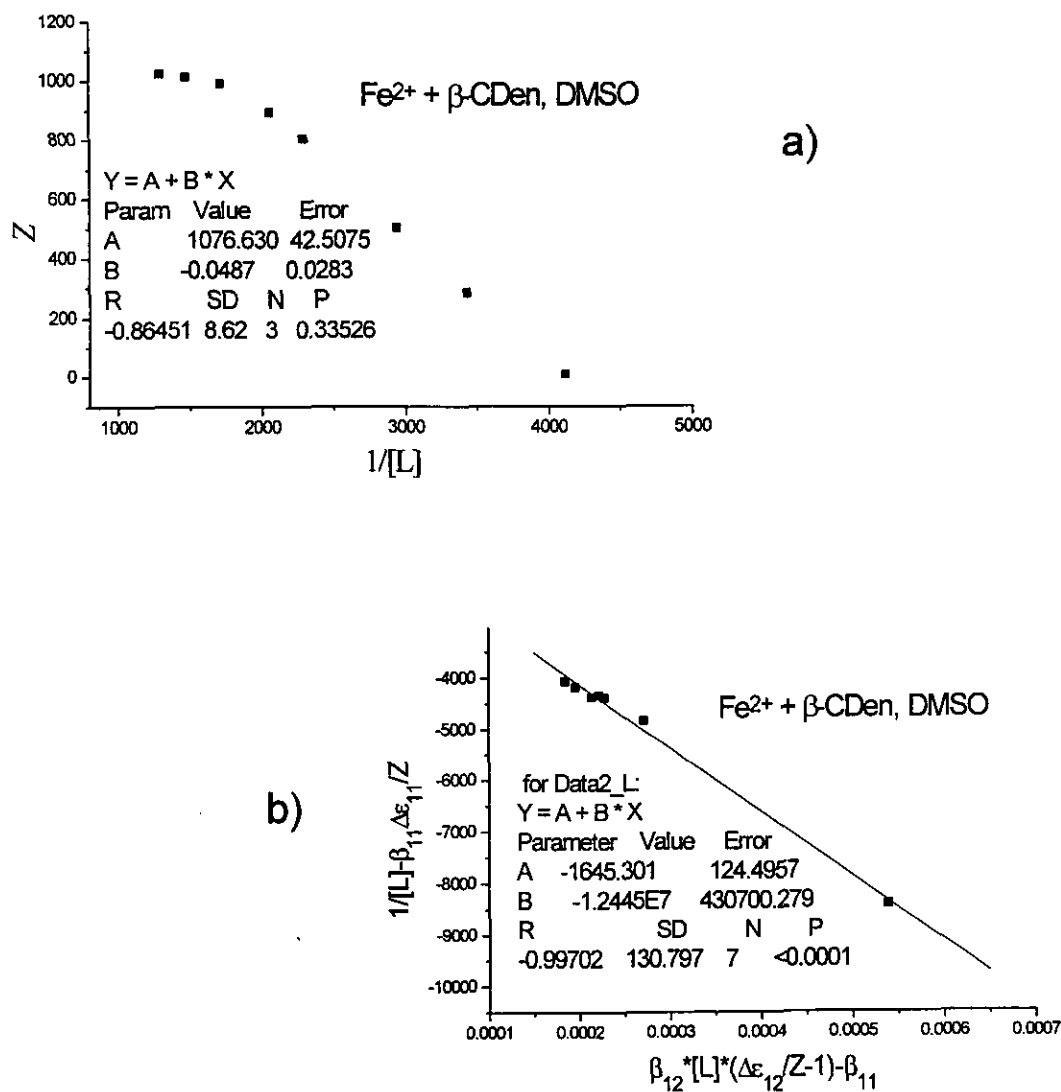 1200
1000
800
600
400
200
0
Z
Fe²⁺ + β-CDen, DMSO
a)
Y = A + B * X
Param Value Error
A 1076.630 42.5075
B -0.0487 0.0283
R SD N P
-0.86451 8.62 3 0.33526
1000 2000 3000 4000 5000
1/[L]
b)
-4000
-5000
-6000
-7000
-8000
-9000
-10000
1/[L]-β₁₁Δε₁₁/Z
Fe²⁺ + β-CDen, DMSO
for Data2_L:
Y = A + B * X
Parameter Value Error
A -1645.301 124.4957
B -1.2445E7 430700.279
R SD N P
-0.99702 130.797 7 <0.0001
0.0001 0.0002 0.0003 0.0004 0.0005 0.0006 0.0007
β₁₂*[L]*(Δε₁₂/Z-1)-β₁₁